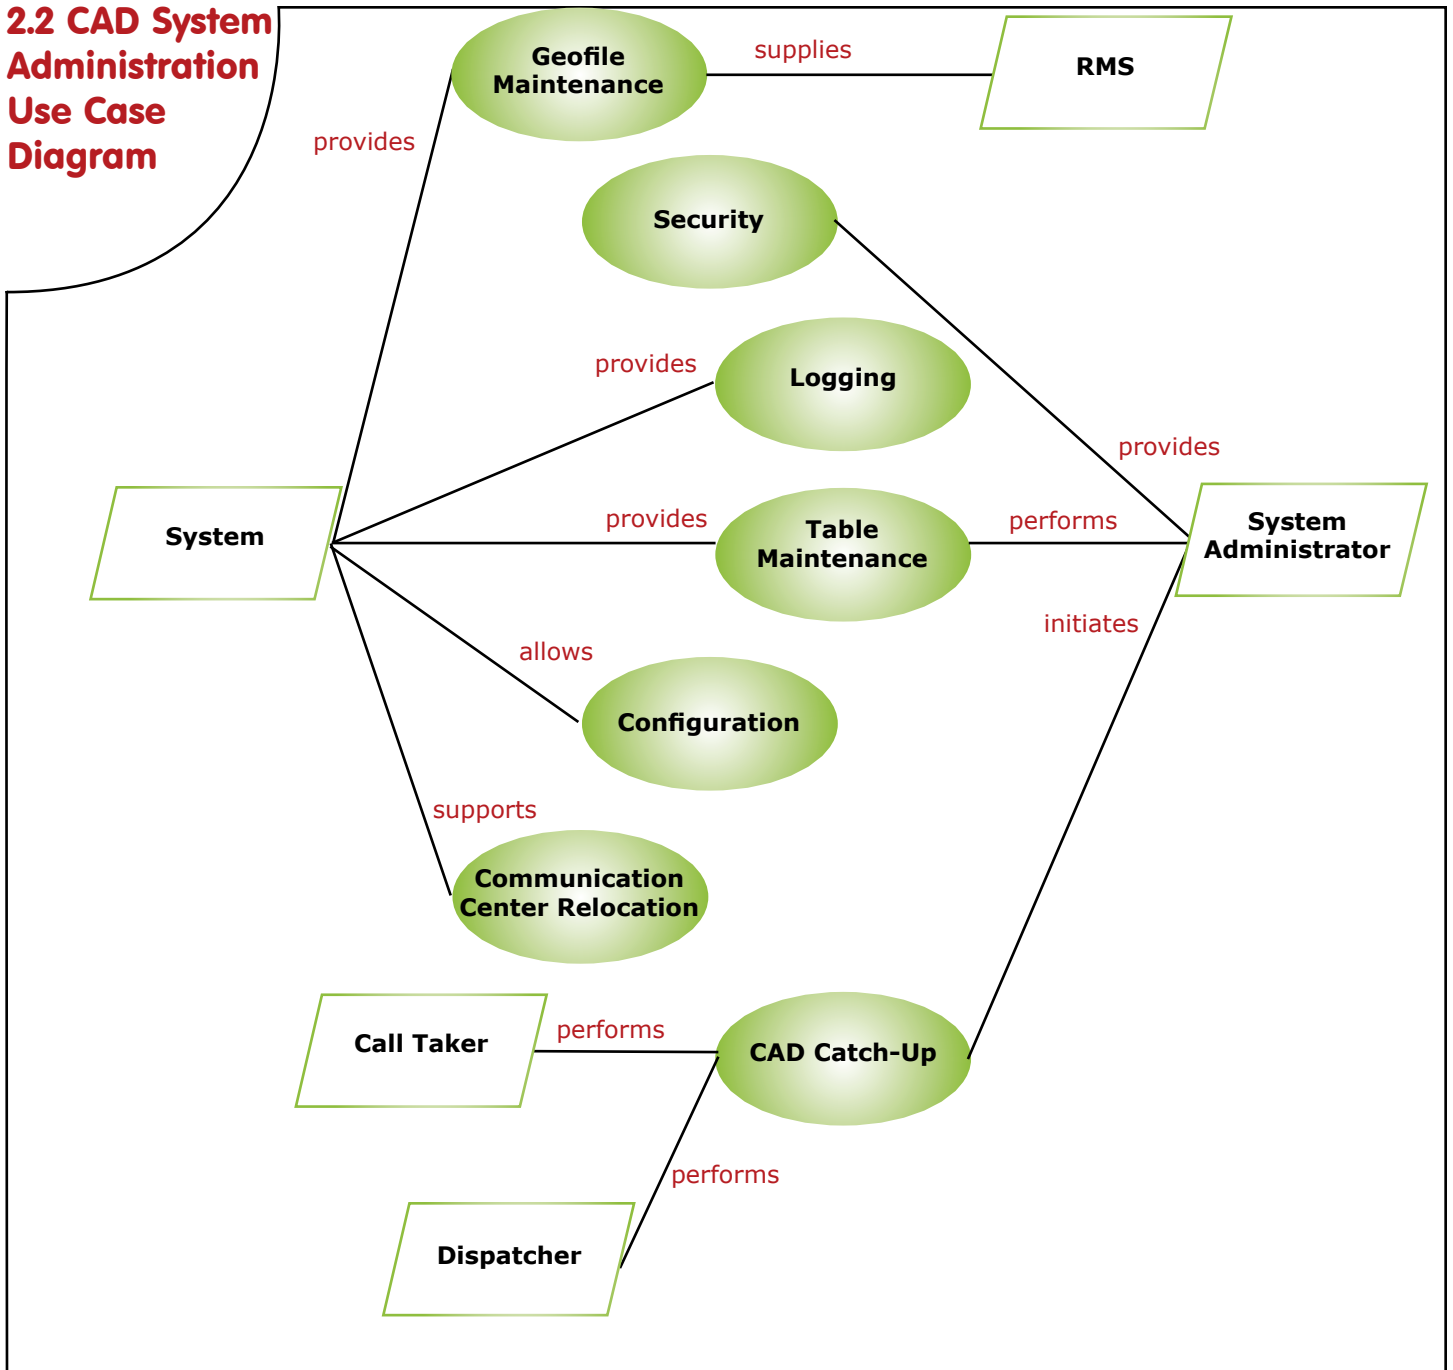 2.2 CAD System
Administration
Use Case
Diagram
Geofile
Maintenance
supplies
RMS
provides
Security
provides
Logging
provides
System
provides
Table
Maintenance
performs
System
Administrator
initiates
allows
Configuration
supports
Communication
Center Relocation
Call Taker
performs
CAD Catch-Up
performs
Dispatcher